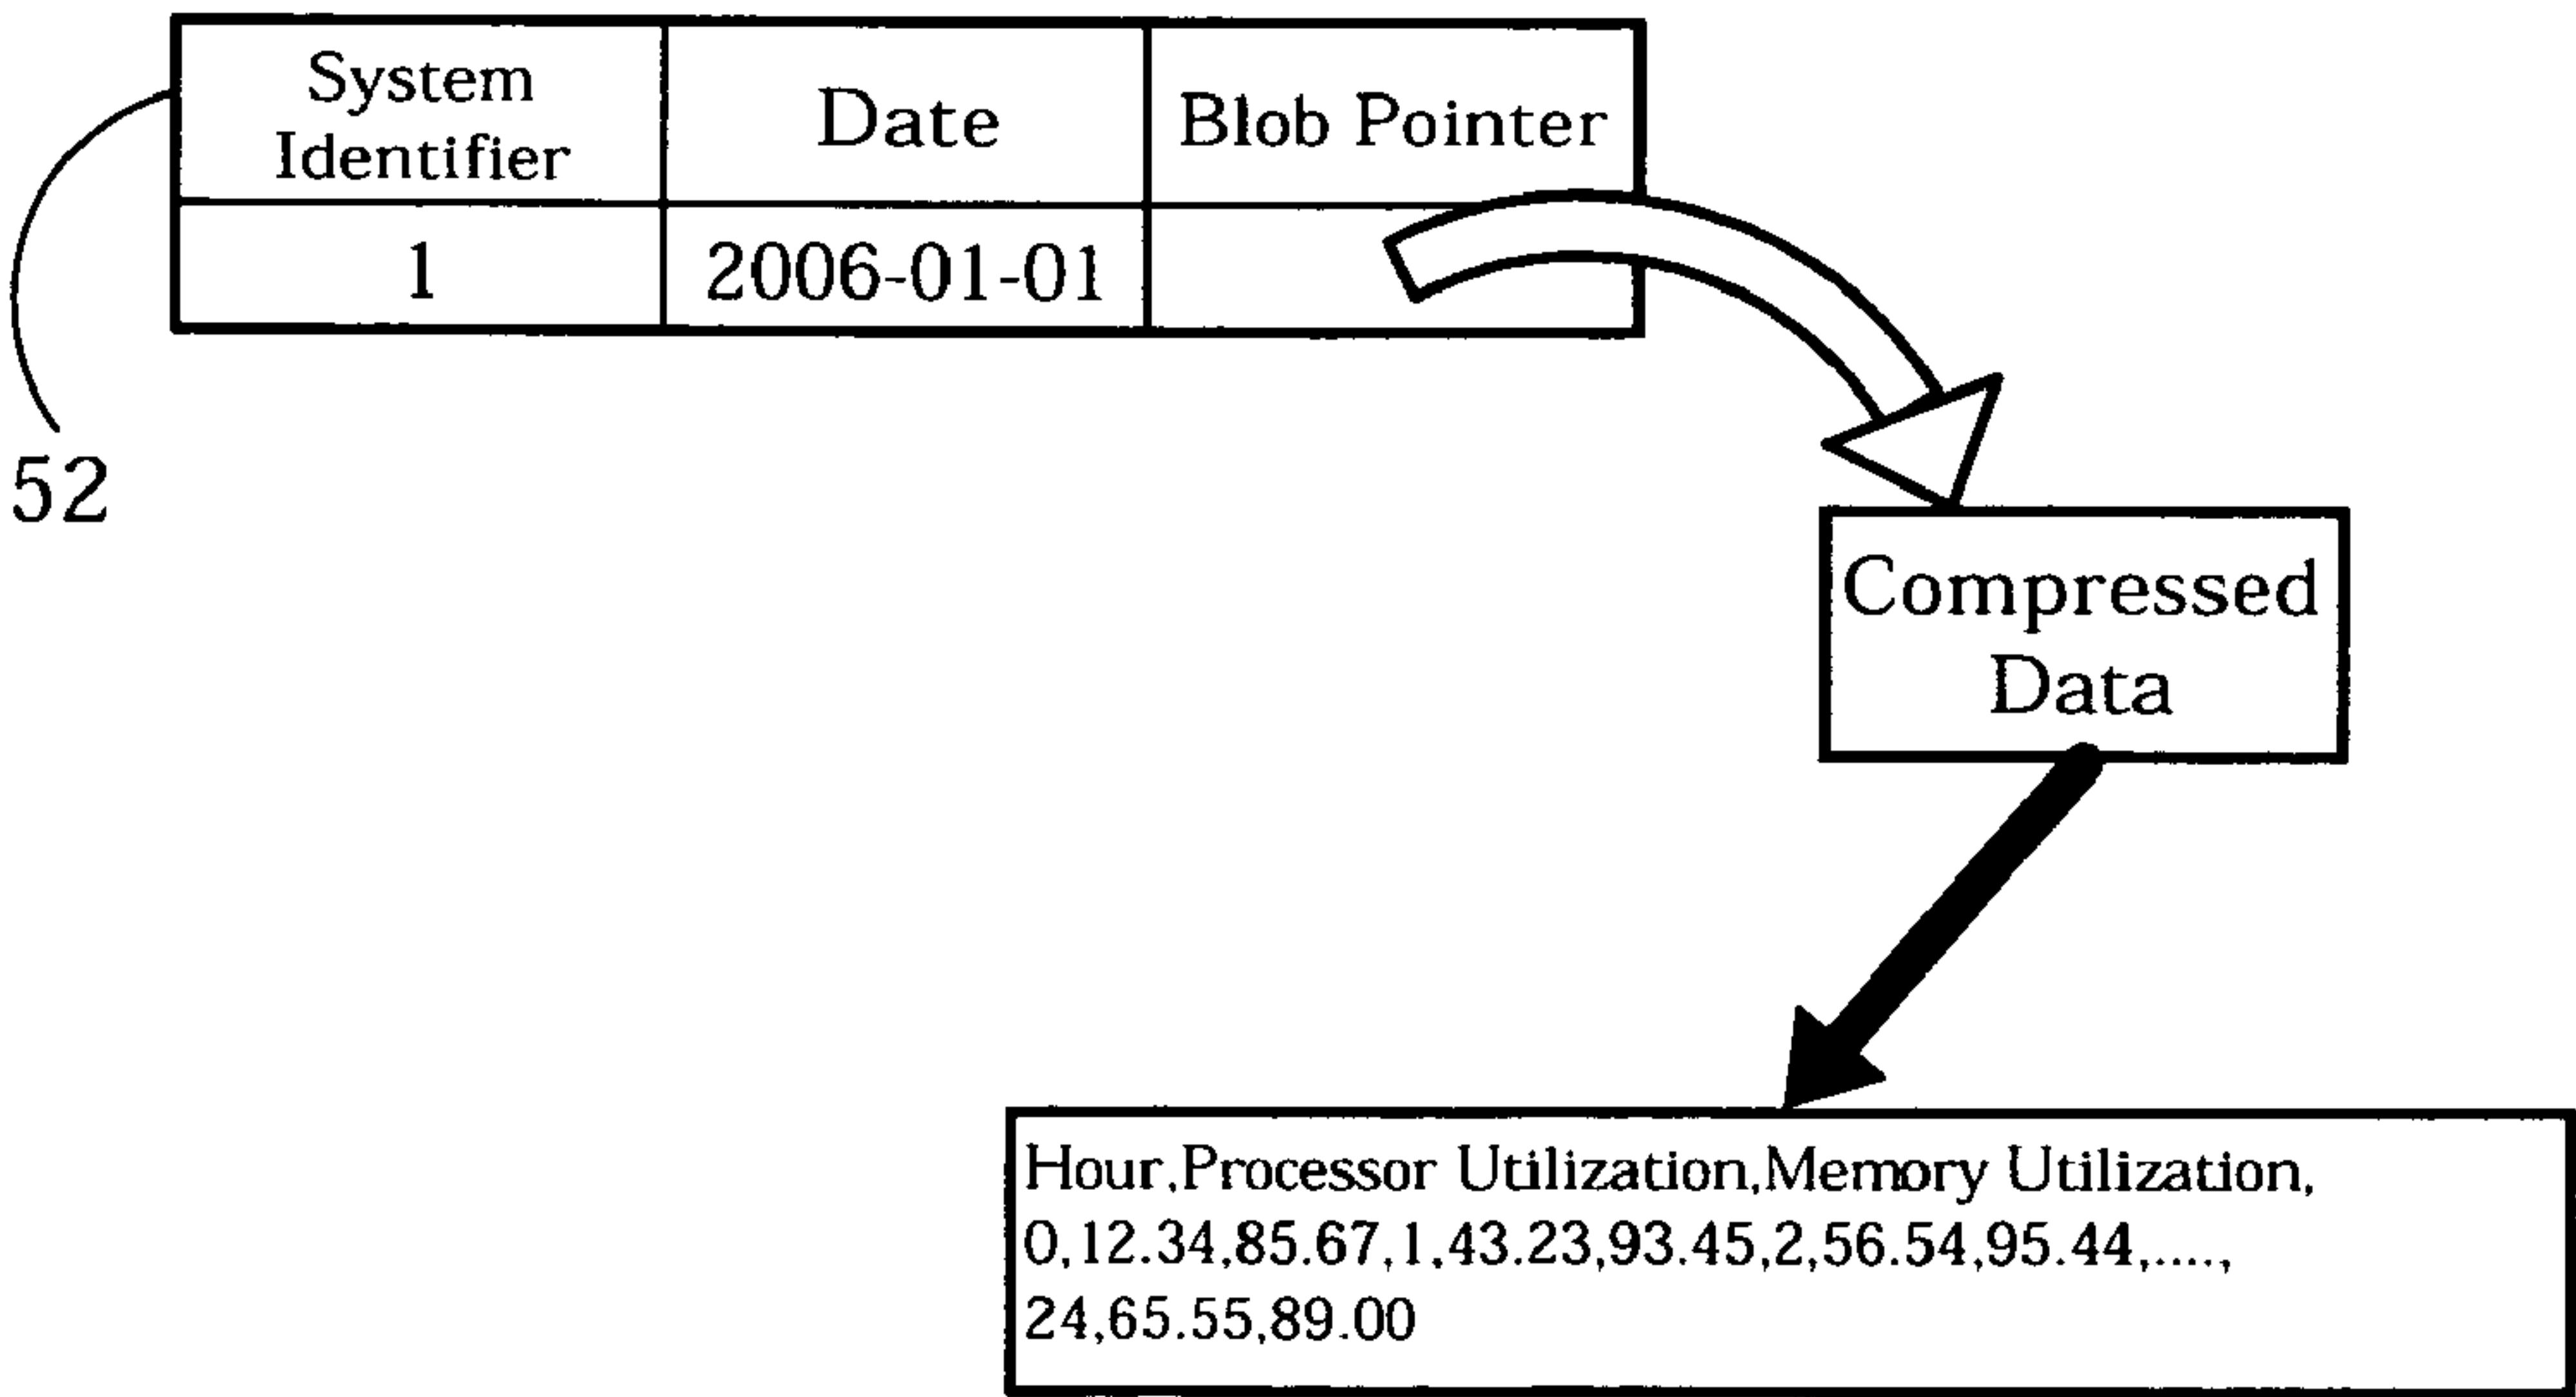 System
Identifier
Date
Blob Pointer
1
2006-01-01
52
Compressed
Data
Hour,Processor Utilization,Memory Utilization,
0,12.34,85.67,1,43.23,93.45,2,56.54,95.44,....,
24,65.55,89.00